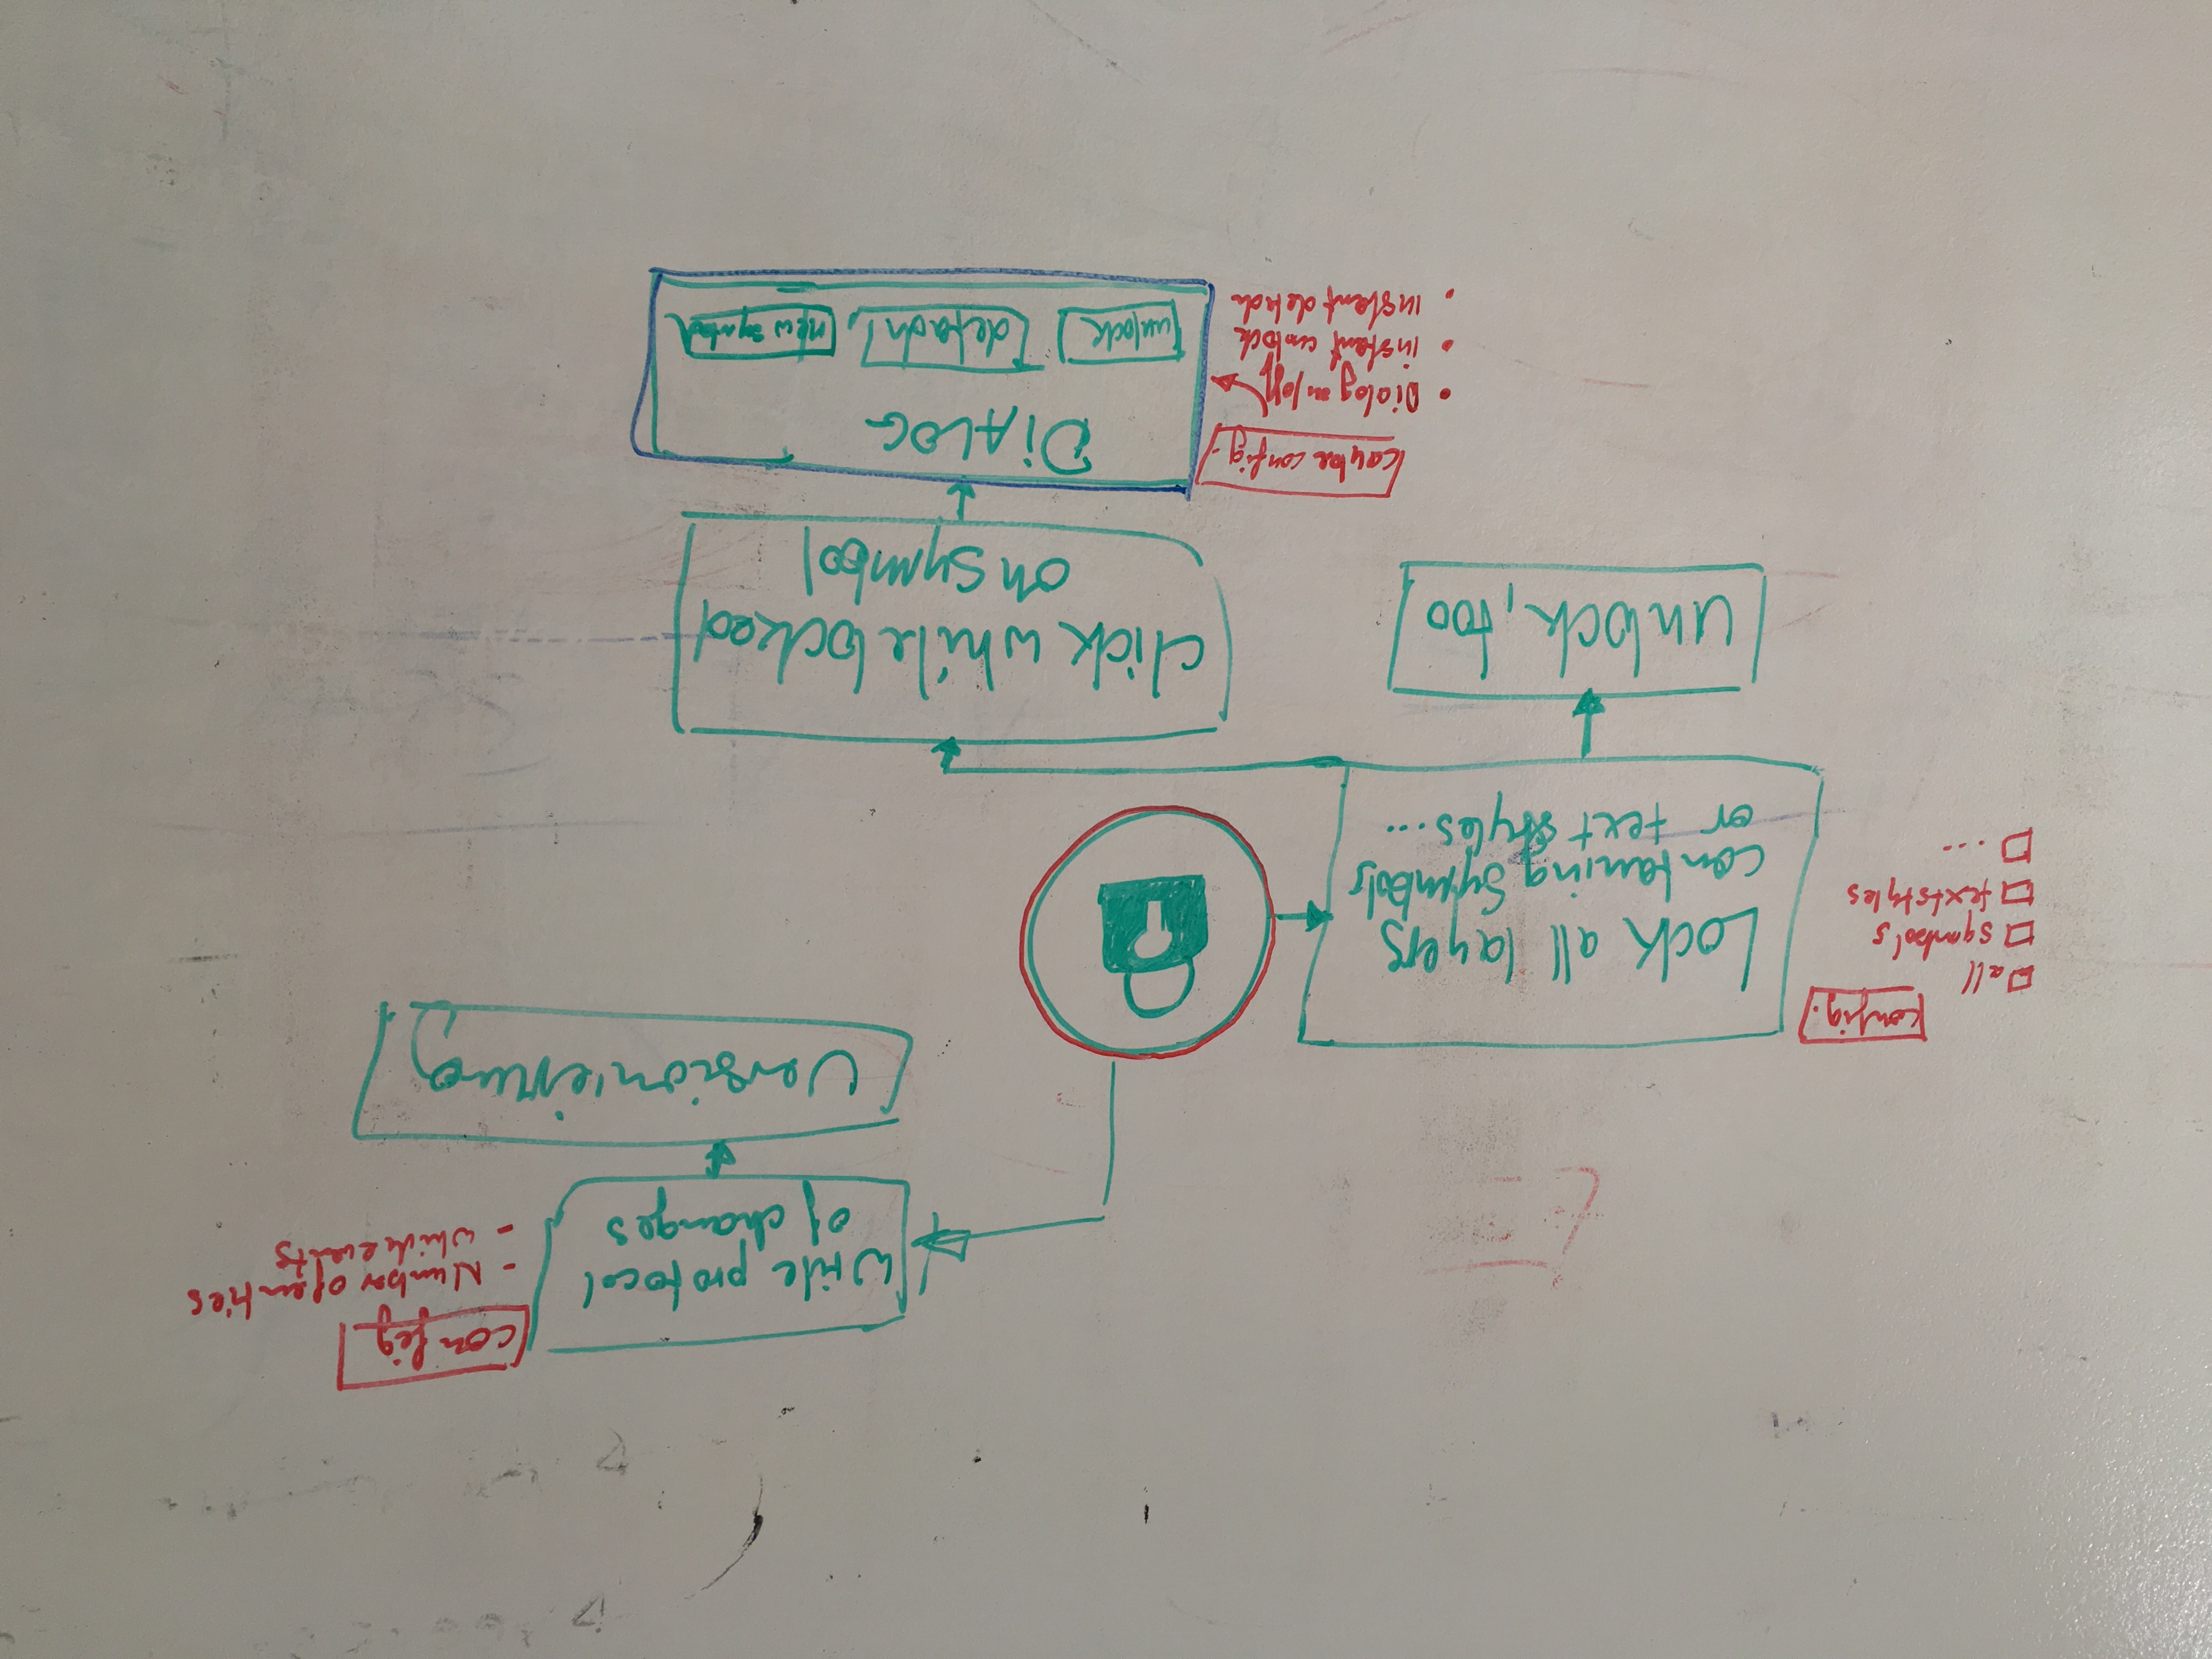 config
- Number of enties
- which events
Write protocol
of changes
Versionierung
config.
all
symbols
textstyles
...
Lock all layers
contaning Symbols
or text styles...
unlock, too
click while locked
on symbol
can be config.
• Dialog on/off
• instant unlock
• instant detach
DiALOG
unlock
detach
new symbol